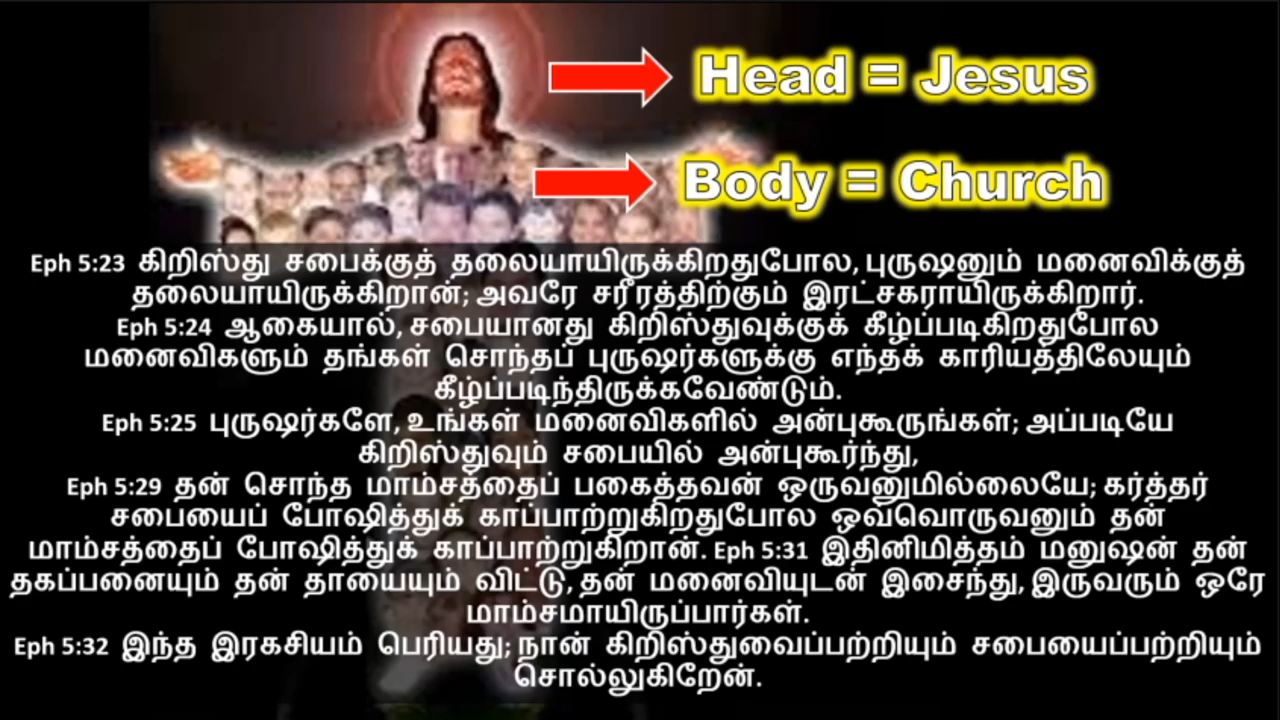 Head = Jesus
Body = Church
Eph 5:23 கிறிஸ்து சபைக்குத் தலையாயிருக்கிறதுபோல, புருஷனும் மனைவிக்குத்
தலையாயிருக்கிறான்; அவரே சரீரத்திற்கும் இரட்சகராயிருக்கிறார்.
Eph 5:24 ஆகையால், சபையானது கிறிஸ்துவுக்குக் கீழ்ப்படிகிறதுபோல
மனைவிகளும் தங்கள் சொந்தப் புருஷர்களுக்கு எந்தக் காரியத்திலேயும்
கீழ்ப்படிந்திருக்கவேண்டும்.
Eph 5:25 புருஷர்களே, உங்கள் மனைவிகளில் அன்புகூருங்கள்; அப்படியே
கிறிஸ்துவும் சபையில் அன்புகூர்ந்து,
Eph 5:29 தன் சொந்த மாம்சத்தைப் பகைத்தவன் ஒருவனுமில்லையே; கர்த்தர்
சபையைப் போஷித்துக் காப்பாற்றுகிறதுபோல ஒவ்வொருவனும் தன்
மாம்சத்தைப் போஷித்துக் காப்பாற்றுகிறான். Eph 5:31 இதினிமித்தம் மனுஷன் தன்
தகப்பனையும் தன் தாயையும் விட்டு, தன் மனைவியுடன் இசைந்து, இருவரும் ஒரே
மாம்சமாயிருப்பார்கள்.
Eph 5:32 இந்த இரகசியம் பெரியது; நான் கிறிஸ்துவைப்பற்றியும் சபையைப்பற்றியும்
சொல்லுகிறேன்.